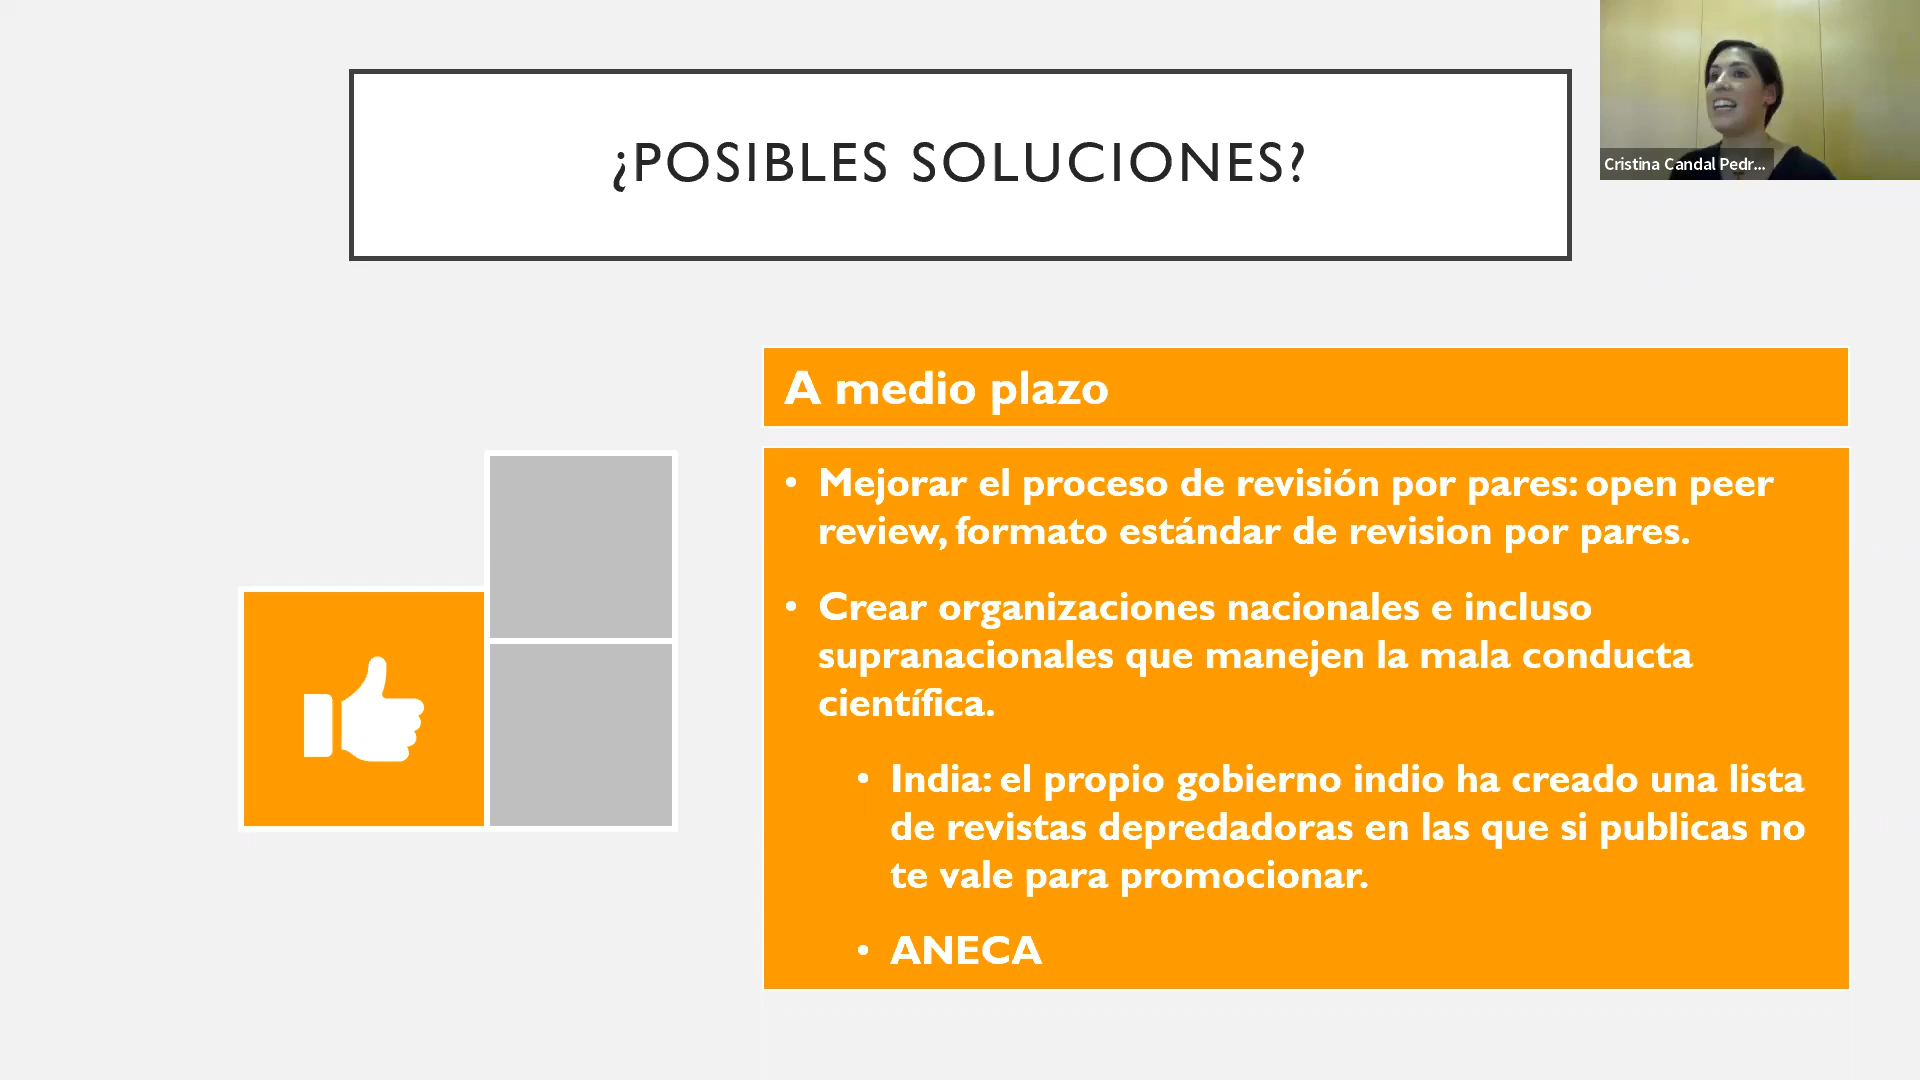 ¿POSIBLES SOLUCIONES?
Cristina Candal Pedr...
A medio plazo
• Mejorar el proceso de revisión por pares: open peer
review, formato estándar de revision por pares.
• Crear organizaciones nacionales e incluso
supranacionales que manejen la mala conducta
científica.
• India: el propio gobierno indio ha creado una lista
de revistas depredadoras en las que si publicas no
te vale para promocionar.
• ANECA